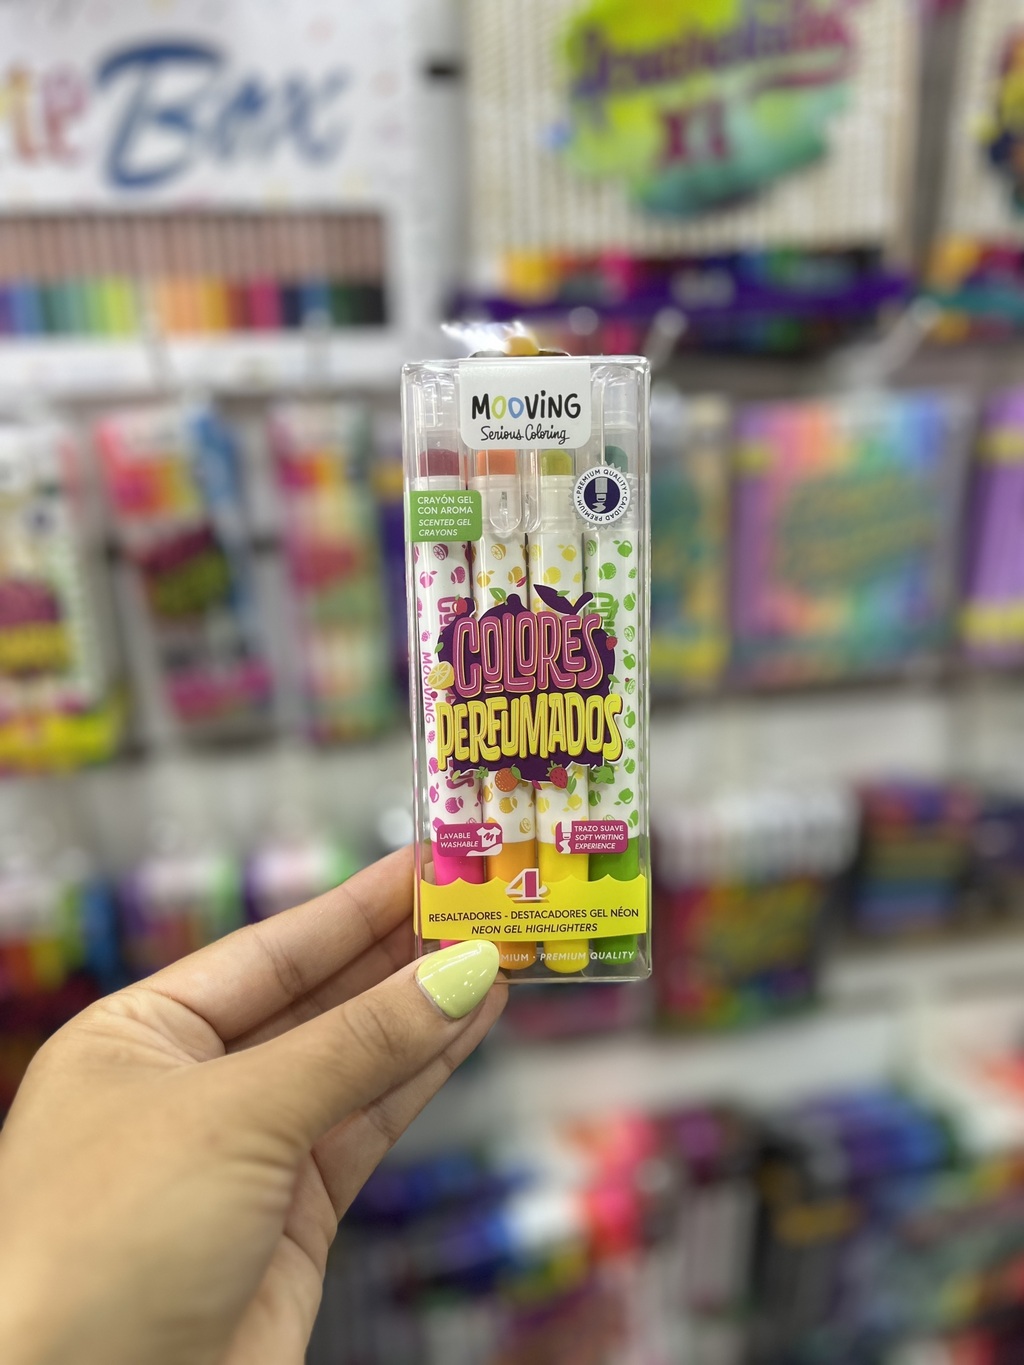 Box
XL
MOOVING
Serious Coloring
PREMIUM QUALITY · CALIDAD PREMIUM ·
CRAYÓN GEL
CON AROMA
SCENTED GEL
CRAYONS
COLORES
PERFUMADOS
MOOVING
LAVABLE
WASHABLE
TRAZO SUAVE
SOFT WRITING
EXPERIENCE
4
RESALTADORES - DESTACADORES GEL NÉON
NEON GEL HIGHLIGHTERS
PREMIUM QUALITY